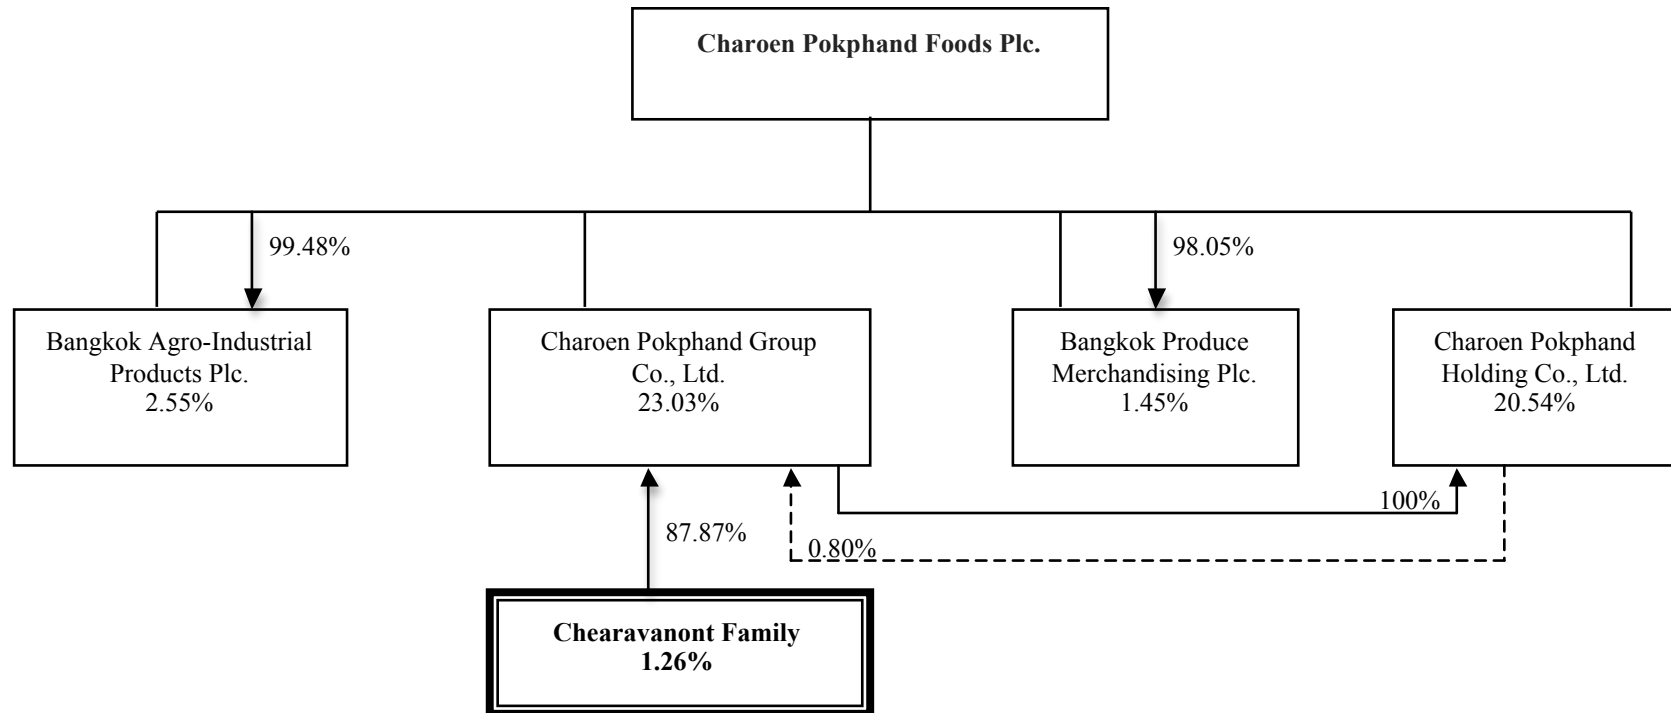 Charoen Pokphand Foods Plc.
99.48%
98.05%
Bangkok Agro-Industrial
Products Plc.
2.55%
Charoen Pokphand Group
Co., Ltd.
23.03%
Bangkok Produce
Merchandising Plc.
1.45%
Charoen Pokphand
Holding Co., Ltd.
20.54%
100%
87.87%
0.80%
Chearavanont Family
1.26%